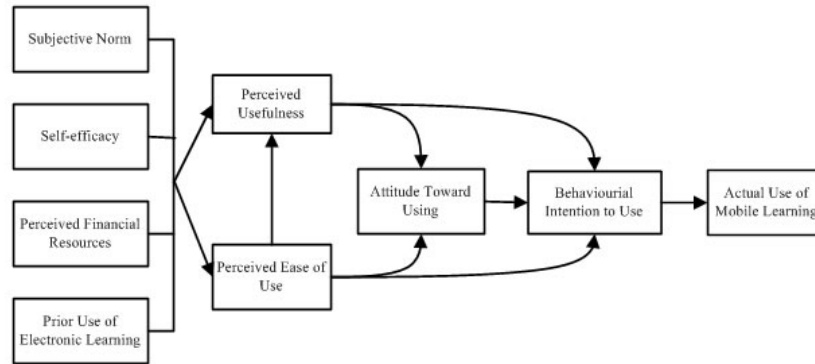 Subjective Norm
Self-efficacy
Perceived Financial
Resources
Prior Use of
Electronic Learning
Perceived
Usefulness
Perceived Ease of
Use
Attitude Toward
Using
Behaviourial
Intention to Use
Actual Use of
Mobile Learning